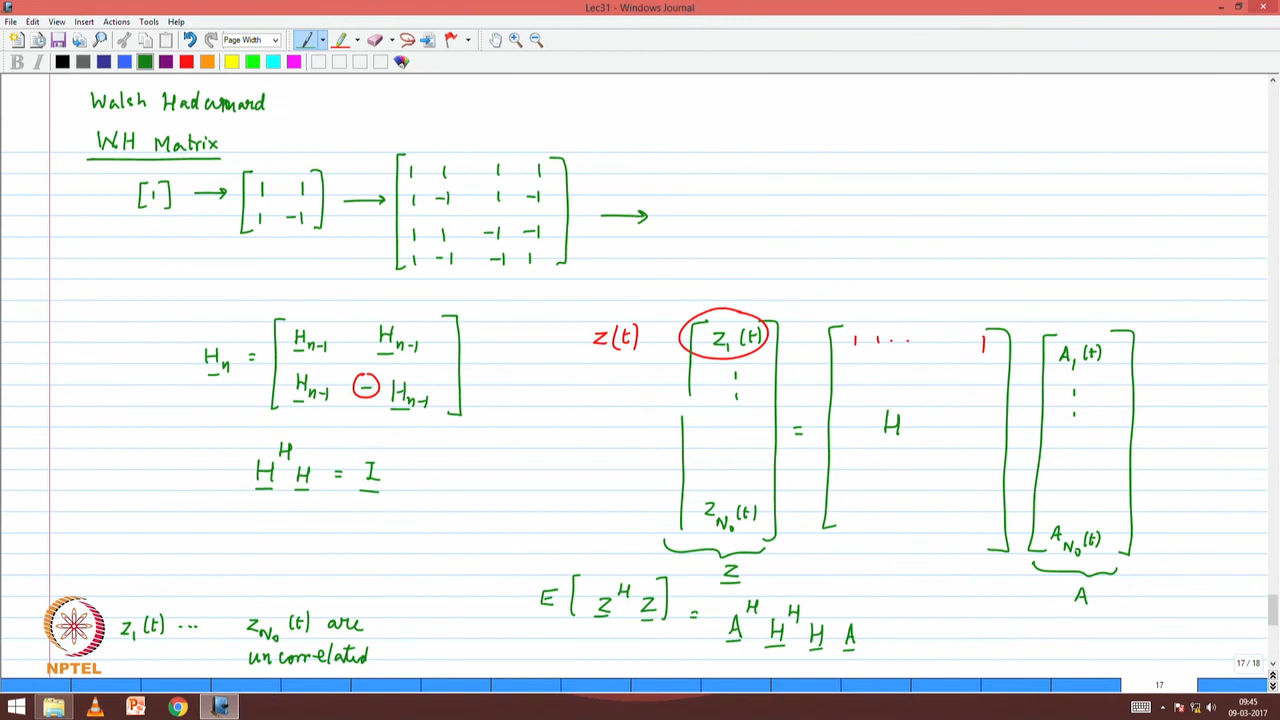 Lec31 - Windows Journal
File Edit View Insert Actions Tools Help
Page Width
B I
Walsh Hadamard
WH Matrix
[1] → [1 1; 1 -1] → [1 1 1 1; 1 -1 1 -1; 1 1 -1 -1; 1 -1 -1 1] →
H_n = [H_{n-1} H_{n-1}; H_{n-1} - H_{n-1}]
H^H H = I
z(t) [z_1(t) ⋮ z_{N_0}(t)] = [1 1 ... 1 H] [A_1(t) ⋮ A_{N_0}(t)]
z A
E[z^H z] = A^H H^H H A
z_1(t) ... z_{N_0}(t) are
uncorrelated
NPTEL
17 / 18
17
09:45
09-03-2017